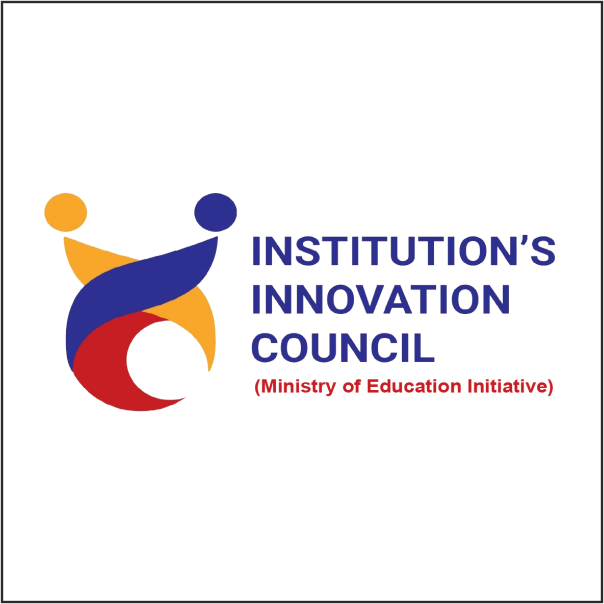 INSTITUTION’S
INNOVATION
COUNCIL
(Ministry of Education Initiative)